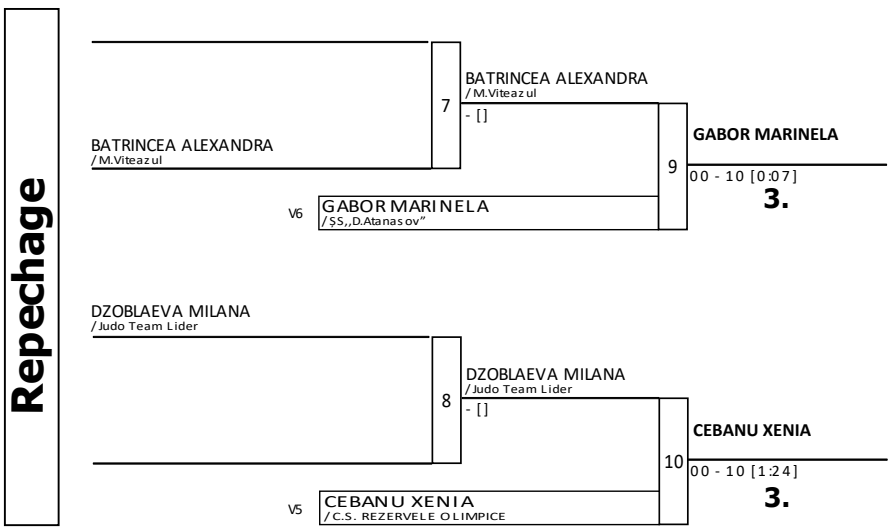 Repechage
BATRINCEA ALEXANDRA
/M.Viteazul
7
- []
BATRINCEA ALEXANDRA
/M.Viteazul
GABOR MARINELA
9
00 - 10 [0:07]
3.
V6
GABOR MARINELA
/ȘS,,D.Atanasov”
DZOBLAEVA MILANA
/Judo Team Lider
8
DZOBLAEVA MILANA
/Judo Team Lider
- []
CEBANU XENIA
10
00 - 10 [1:24]
3.
V5
CEBANU XENIA
/C.S. REZERVELE OLIMPICE